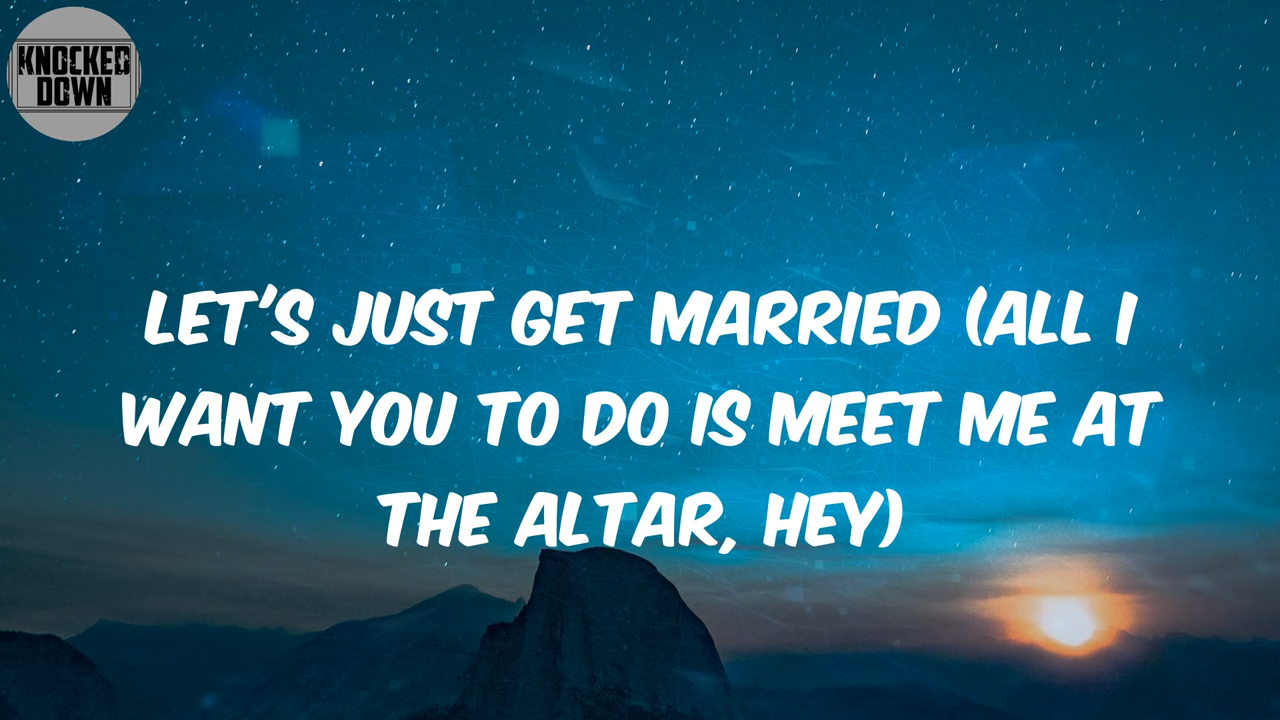 KNOCKED
DOWN
LET'S JUST GET MARRIED (ALL I
WANT YOU TO DO IS MEET ME AT
THE ALTAR, HEY)